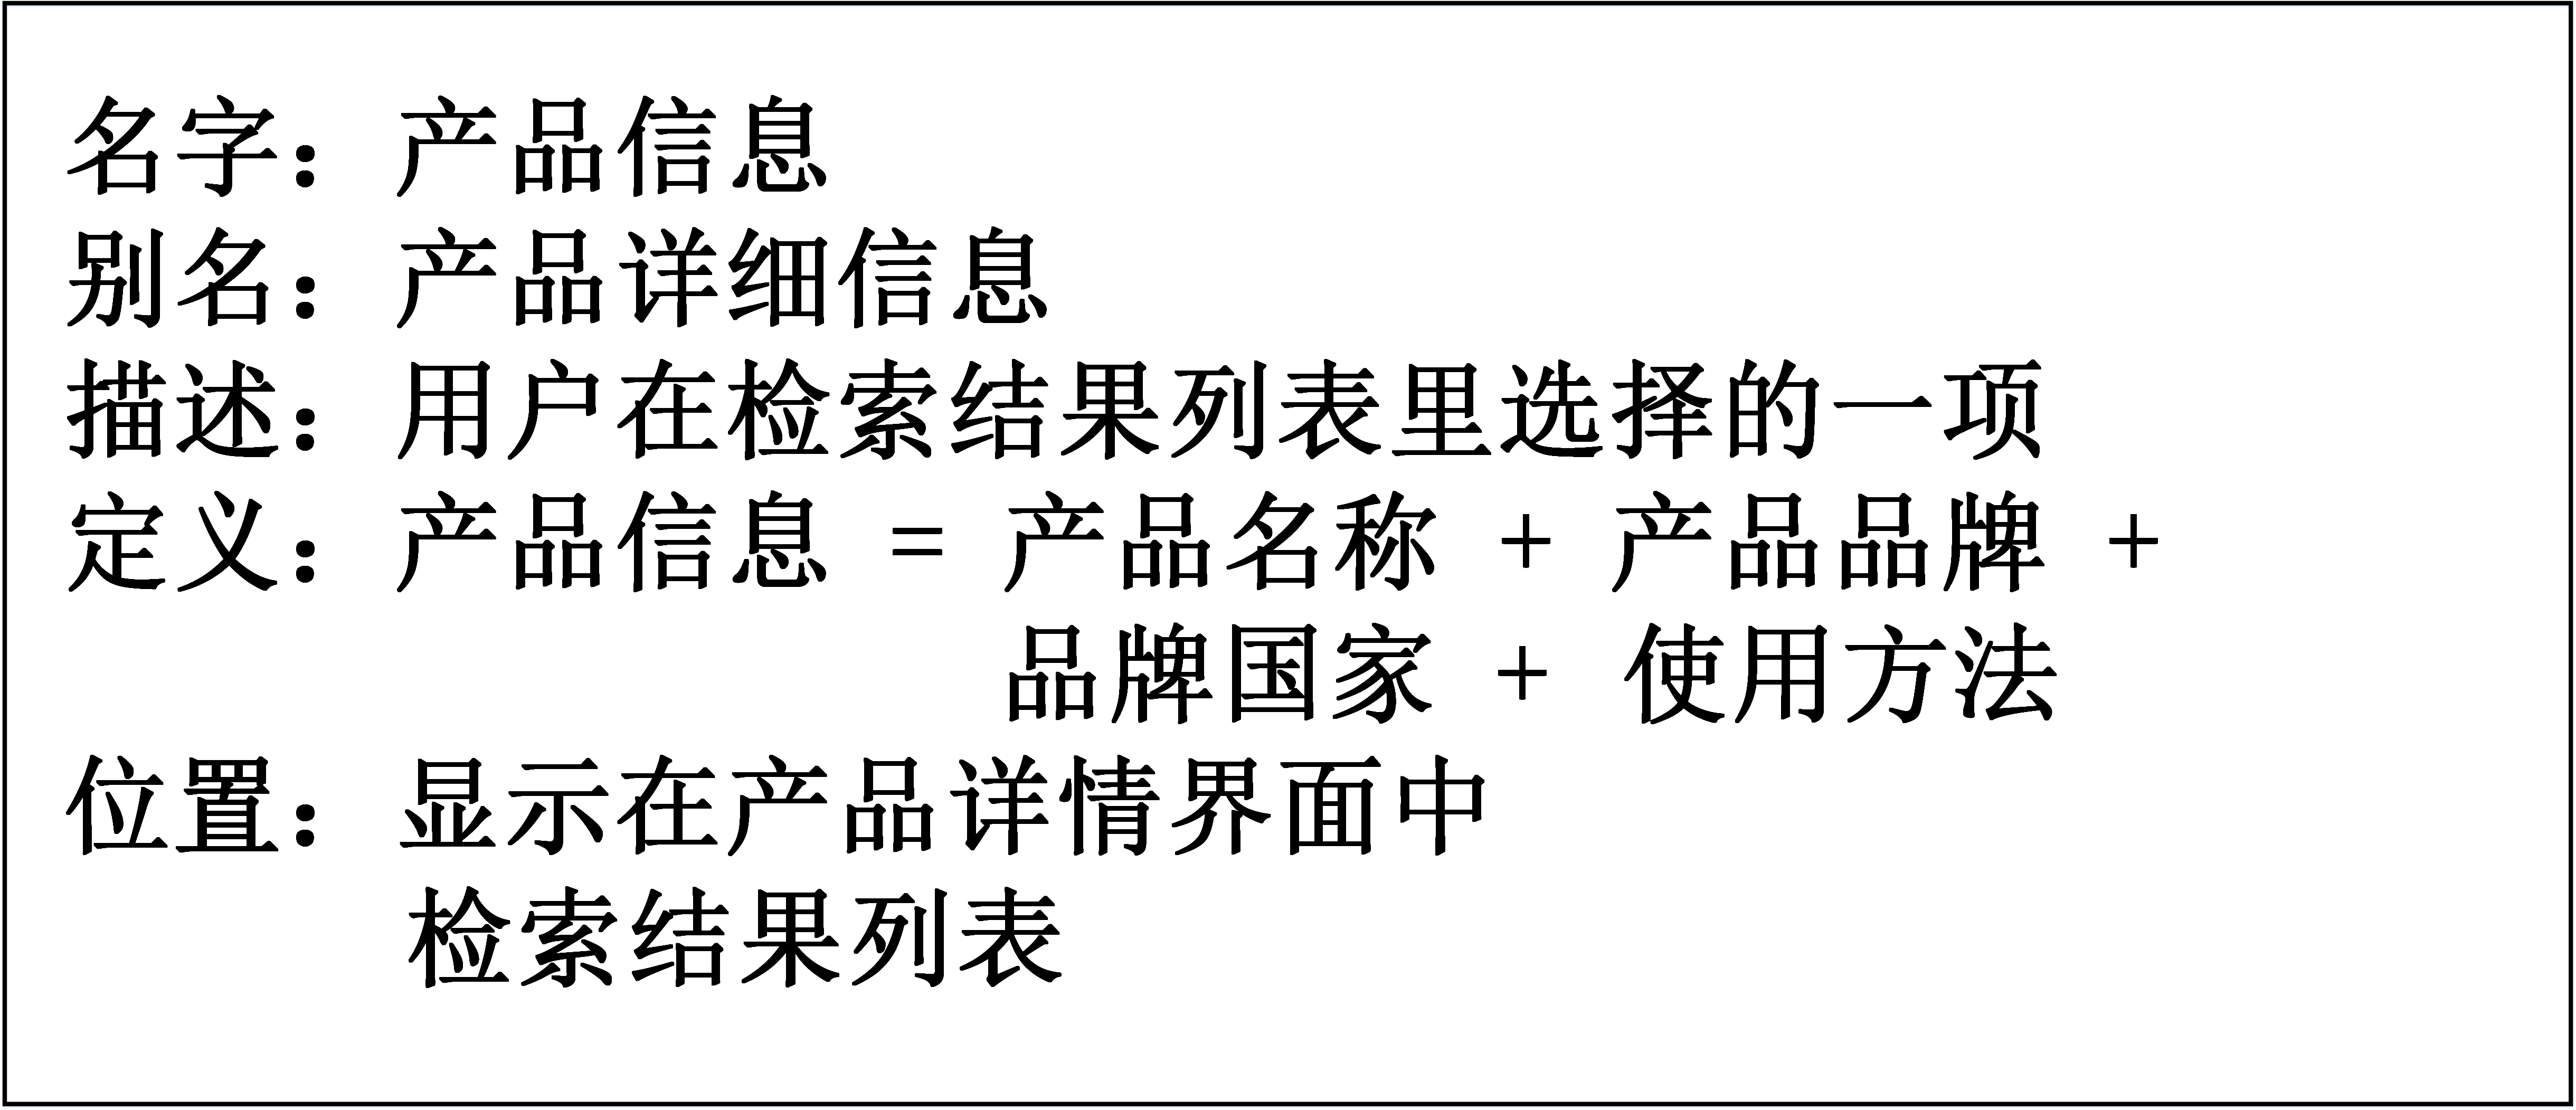 名字：产品信息
别名：产品详细信息
描述：用户在检索结果列表里选择的一项
定义：产品信息 = 产品名称 + 产品品牌 +
品牌国家 + 使用方法
位置：显示在产品详情界面中
检索结果列表